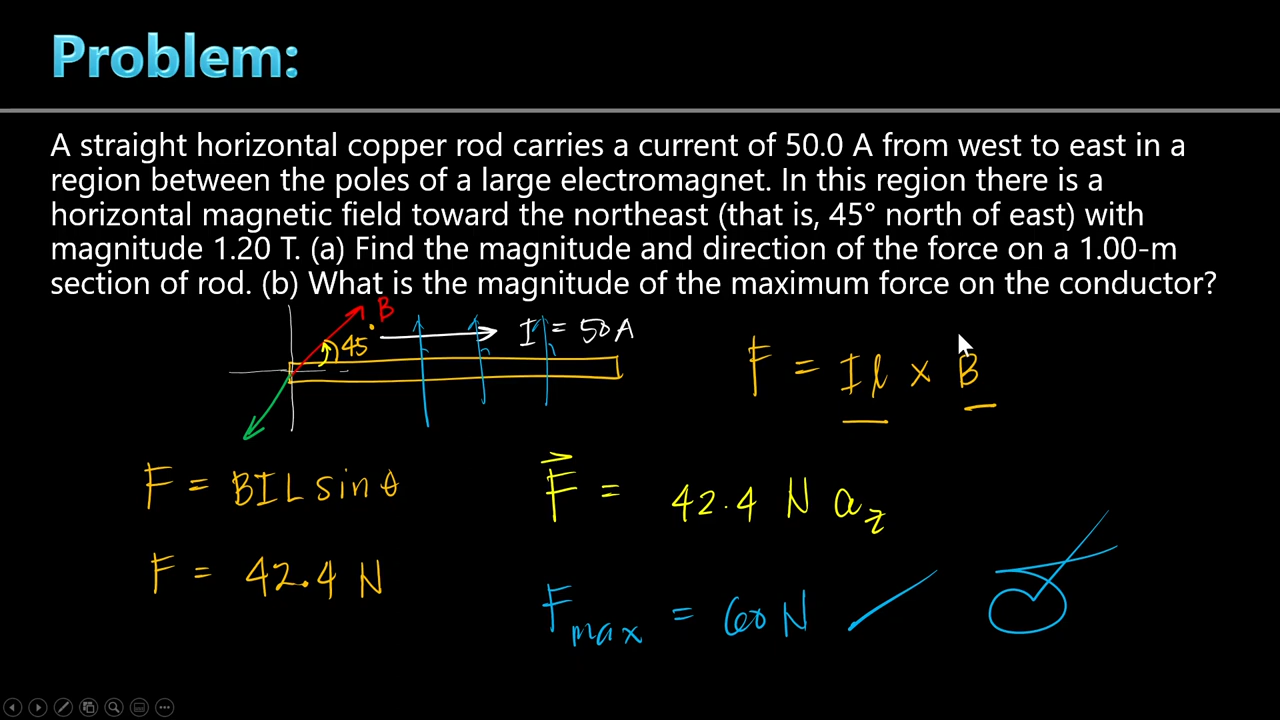 Problem:
A straight horizontal copper rod carries a current of 50.0 A from west to east in a
region between the poles of a large electromagnet. In this region there is a
horizontal magnetic field toward the northeast (that is, 45° north of east) with
magnitude 1.20 T. (a) Find the magnitude and direction of the force on a 1.00-m
section of rod. (b) What is the magnitude of the maximum force on the conductor?
B
45° I = 50A
F = Il × B
F = BIL sin θ
F = 42.4 N a_z
F = 42.4 N
F_max = 60 N